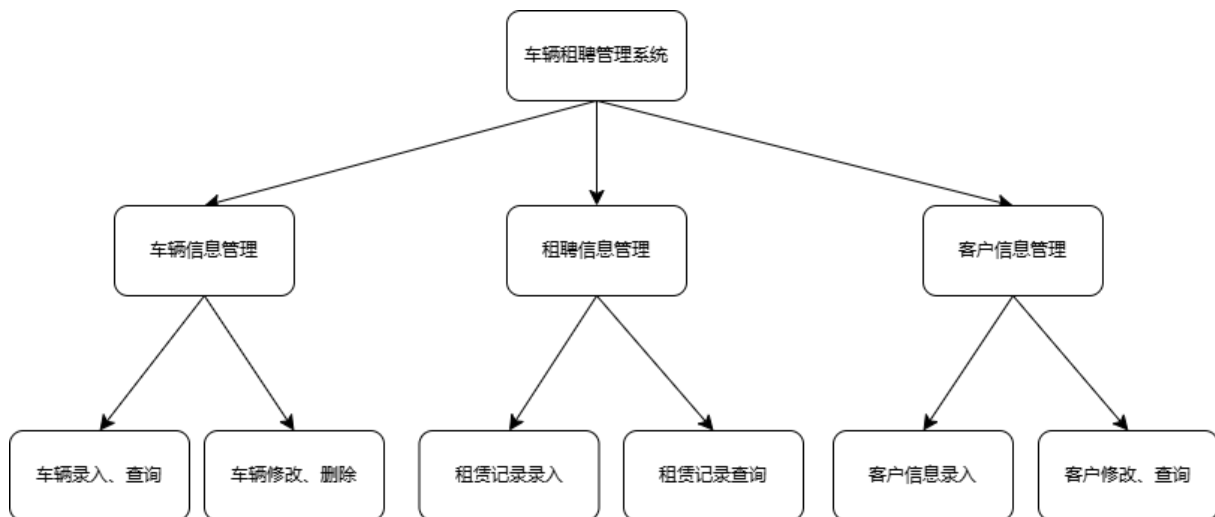 车辆租聘管理系统
车辆信息管理
租聘信息管理
客户信息管理
车辆录入、查询
车辆修改、删除
租赁记录录入
租赁记录查询
客户信息录入
客户修改、查询